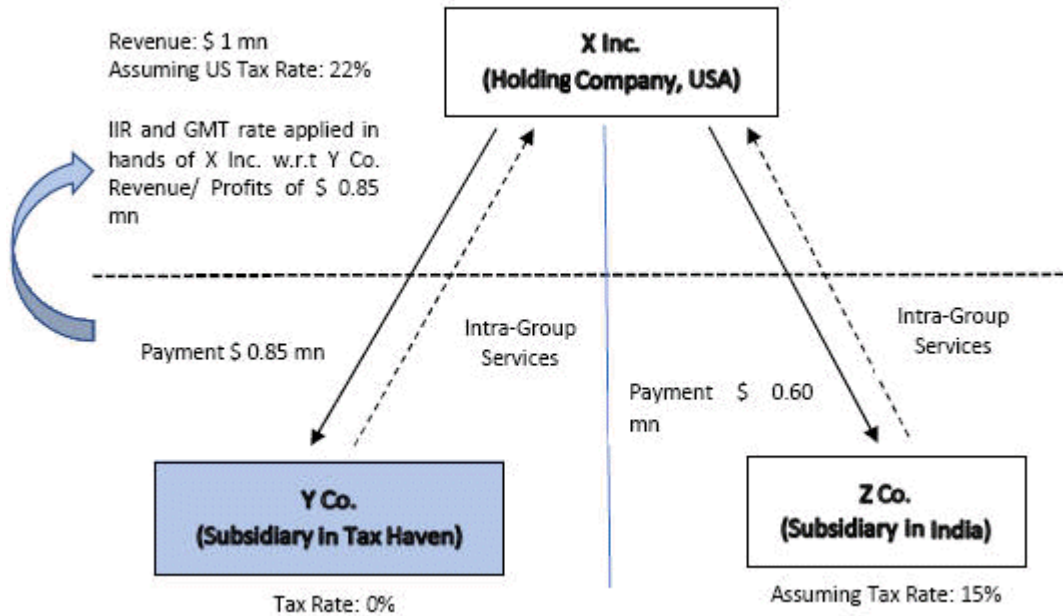 Revenue: $ 1 mn
Assuming US Tax Rate: 22%
X Inc.
(Holding Company, USA)
IIR and GMT rate applied in
hands of X Inc. w.r.t Y Co.
Revenue/ Profits of $ 0.85
mn
Payment $ 0.85 mn
Intra-Group
Services
Payment $ 0.60
mn
Intra-Group
Services
Y Co.
(Subsidiary in Tax Haven)
Tax Rate: 0%
Z Co.
(Subsidiary in India)
Assuming Tax Rate: 15%